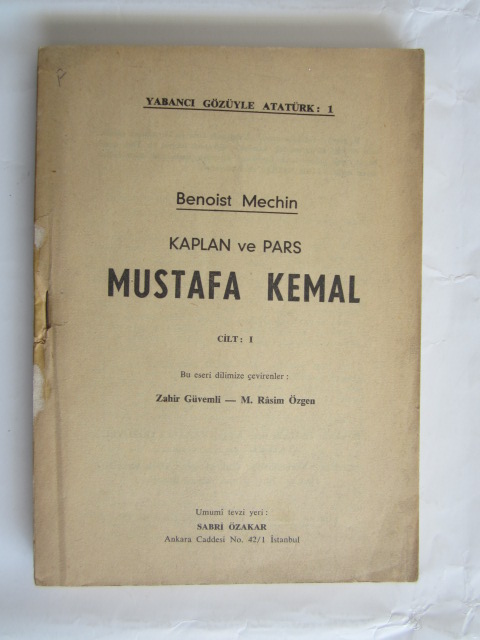 YABANCI GÖZÜYLE ATATÜRK: 1
Benoist Mechin
KAPLAN ve PARS
MUSTAFA KEMAL
CİLT: I
Bu eseri dilimize çevirenler:
Zahir Güvemli — M. Râsim Özgen
Umumî tevzi yeri:
SABRİ ÖZAKAR
Ankara Caddesi No. 42/1 İstanbul